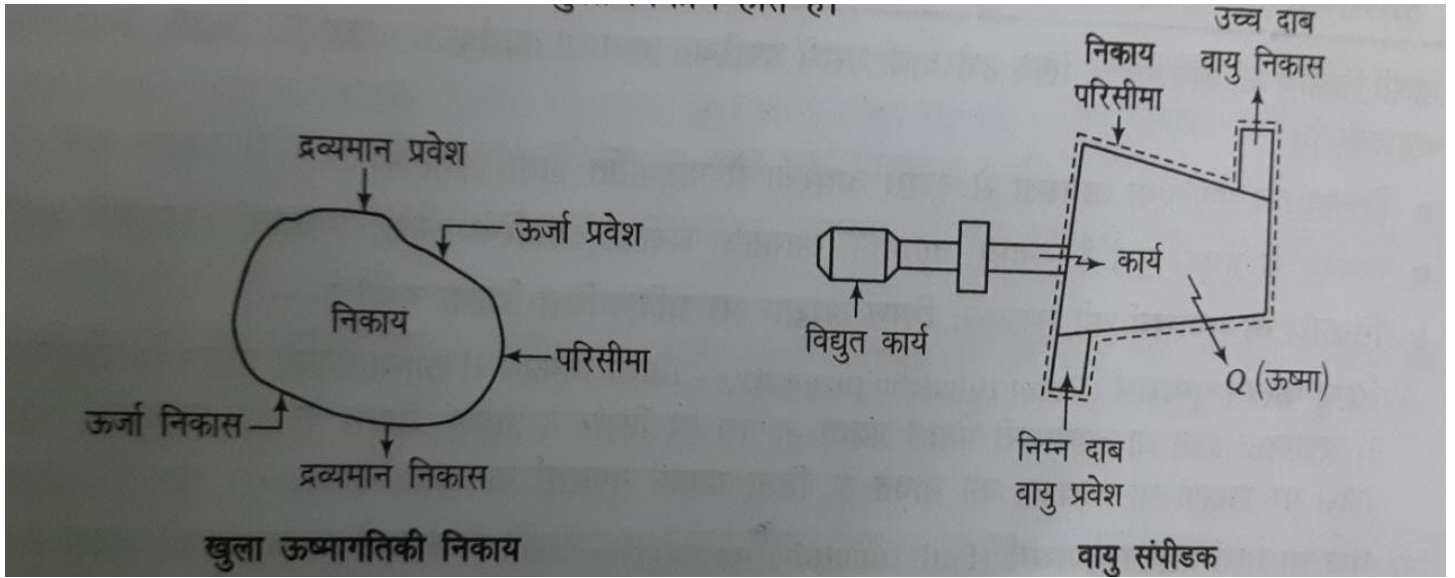 उच्च दाब
वायु निकास
निकाय
परिसीमा
द्रव्यमान प्रवेश
ऊर्जा प्रवेश
निकाय
परिसीमा
ऊर्जा निकास
द्रव्यमान निकास
खुला ऊष्मागतिकी निकाय
कार्य
विद्युत कार्य
Q (ऊष्मा)
निम्न दाब
वायु प्रवेश
वायु संपीडक